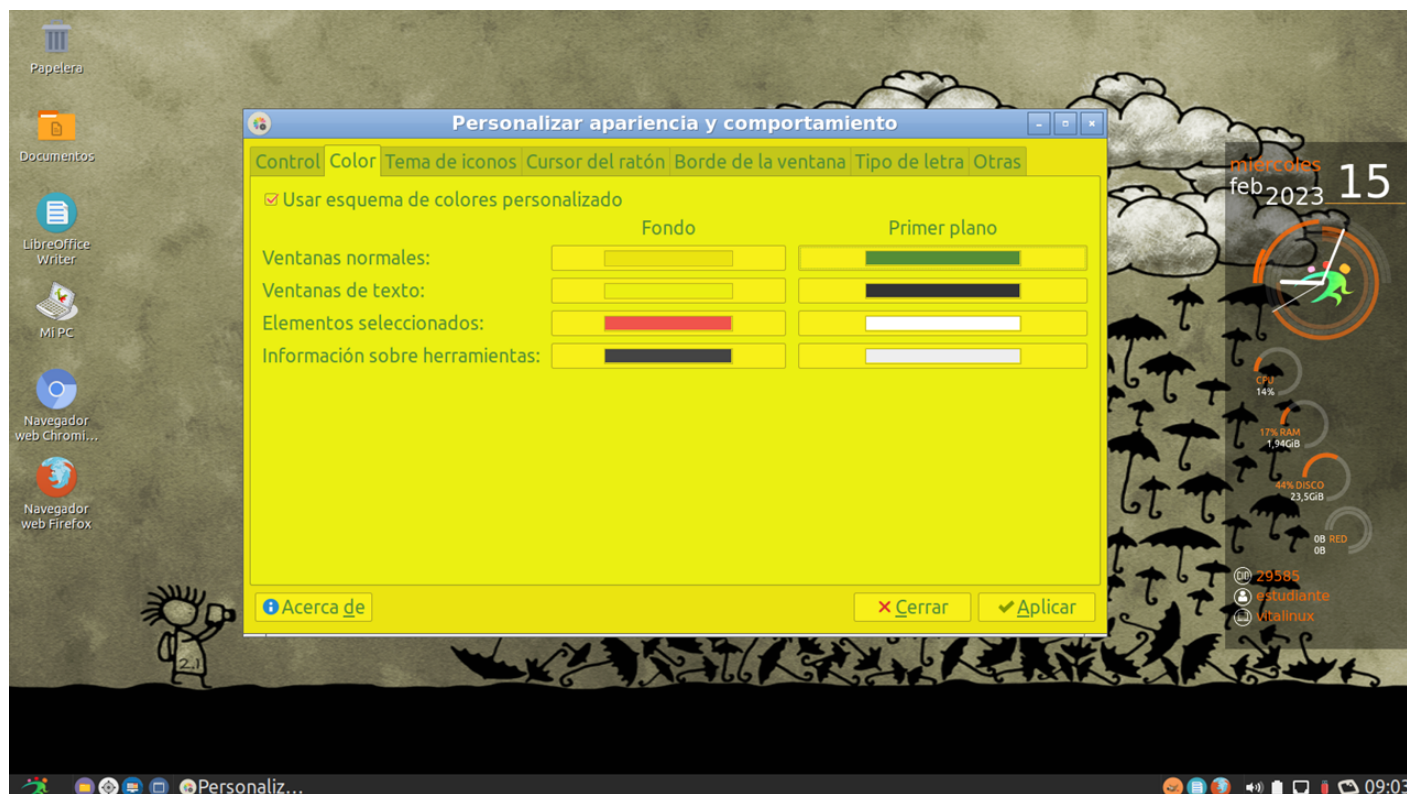 Papelera
Documentos
LibreOffice
Writer
Mi PC
Navegador
web Chromi...
Navegador
web Firefox
Personalizar apariencia y comportamiento
Control Color Tema de iconos Cursor del ratón Borde de la ventana Tipo de letra Otras
Usar esquema de colores personalizado
Fondo Primer plano
Ventanas normales:
Ventanas de texto:
Elementos seleccionados:
Información sobre herramientas:
Acerca de Cerrar Aplicar
miércoles
feb 2023 15
CPU
14%
17% RAM
1,94GiB
44% DISCO
23,5GiB
0B RED
0B
29585
estudiante
vitalinux
2.1
Personaliz...
09:03